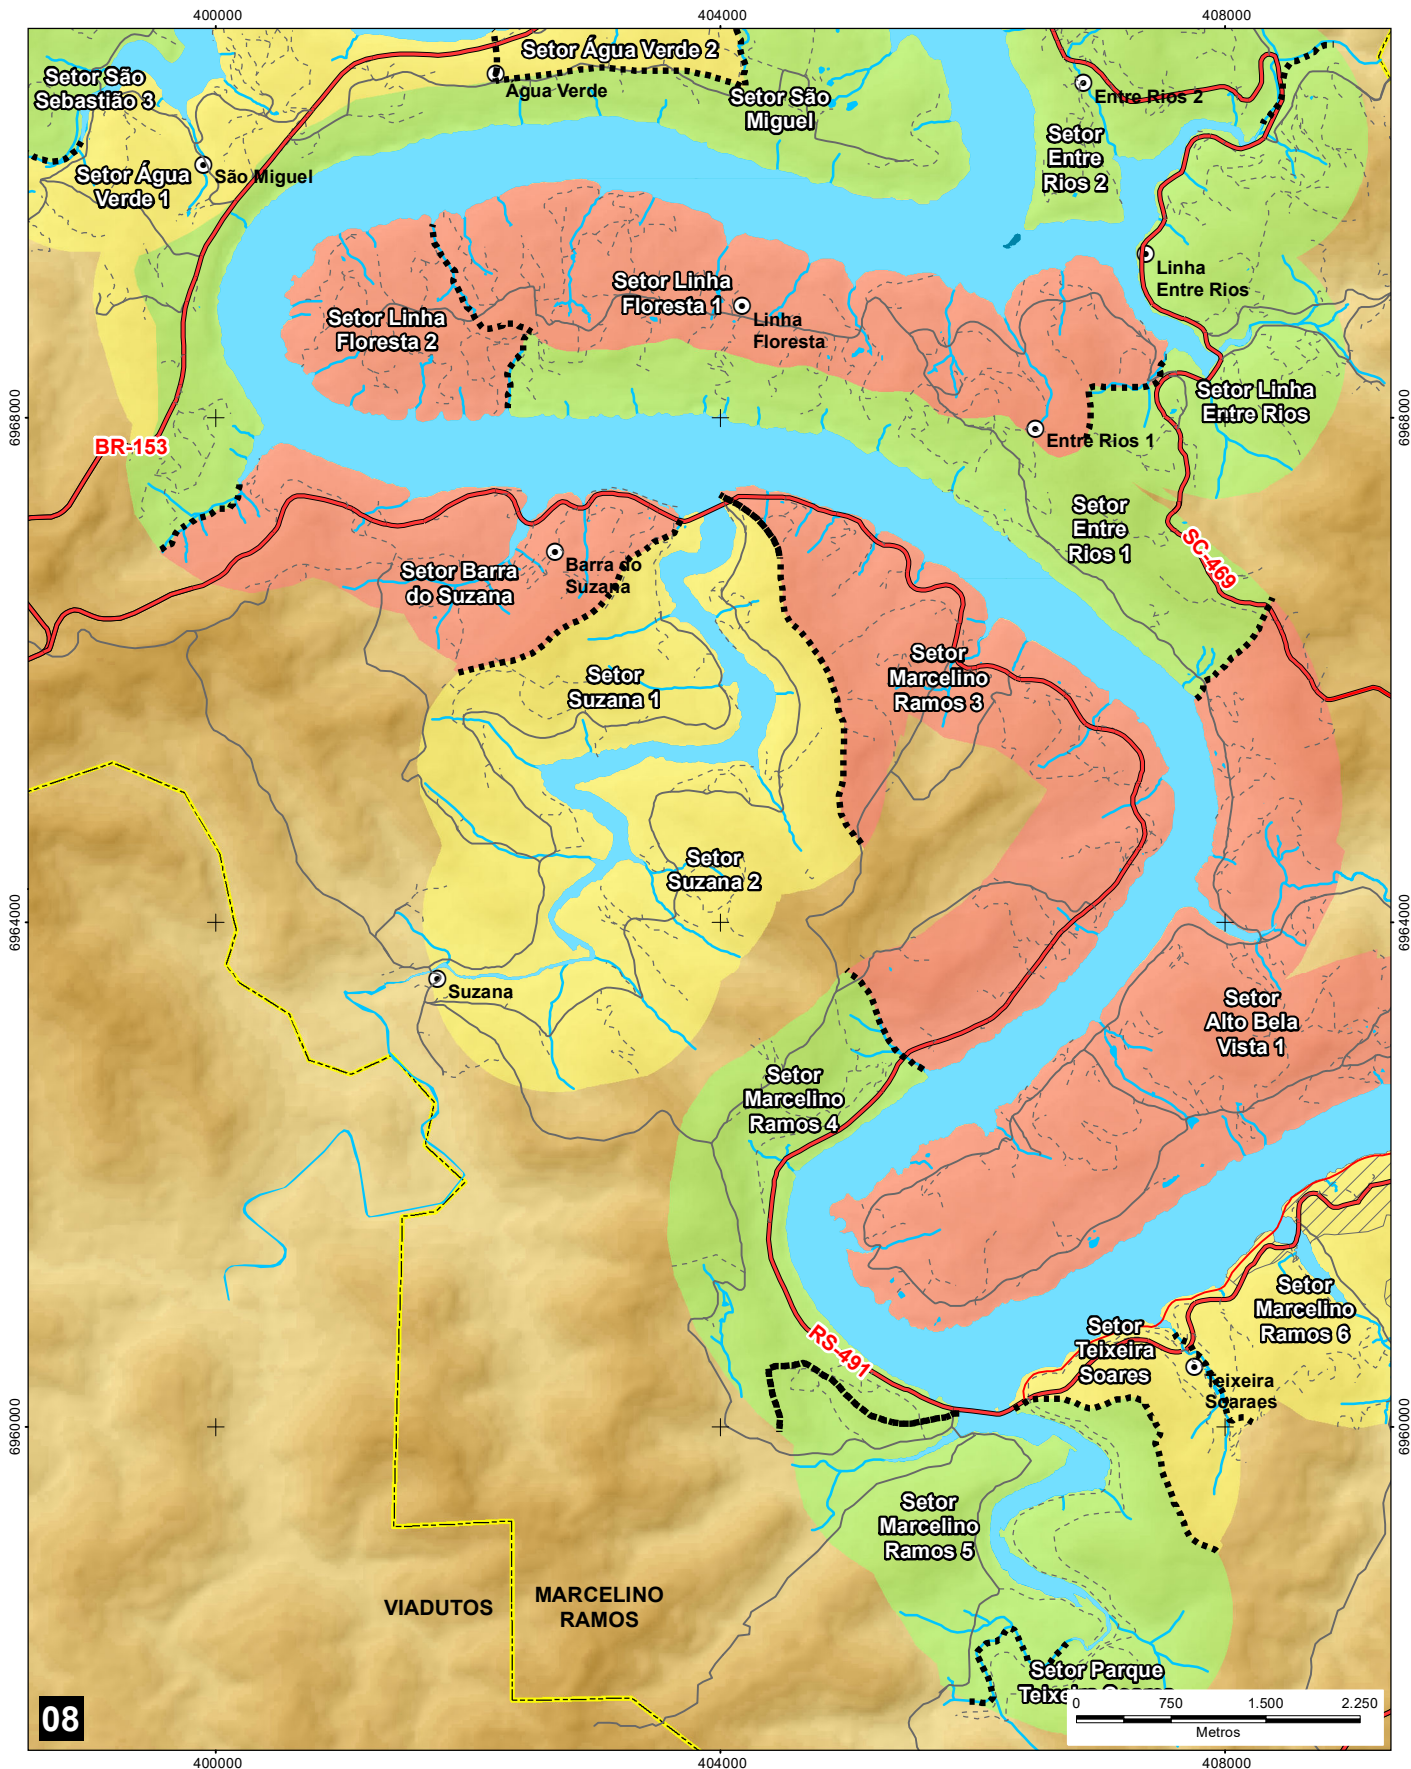 400000
404000
408000
Setor São
Sebastião 3
Setor Água Verde 2
Água Verde
Setor São
Miguel
Entre Rios 2
Setor
Entre
Rios 2
São Miguel
Setor Água
Verde 1
Linha
Entre Rios
Setor Linha
Floresta 1
Linha
Floresta
Setor Linha
Floresta 2
Setor Linha
Entre Rios
6968000
6968000
BR-153
Entre Rios 1
Setor
Entre
Rios 1
SC-469
Barra do
Suzana
Setor Barra
do Suzana
Setor
Suzana 1
Setor
Marcelino
Ramos 3
Setor
Suzana 2
6964000
6964000
Suzana
Setor
Alto Bela
Vista 1
Setor
Marcelino
Ramos 4
Setor
Marcelino
Ramos 6
Setor
Teixeira
Soares
RS-491
Teixeira
Soaraes
6960000
6960000
Setor
Marcelino
Ramos 5
VIADUTOS
MARCELINO
RAMOS
Setor Parque
Teixeira Soares
0
750
1.500
2.250
Metros
08
400000
404000
408000